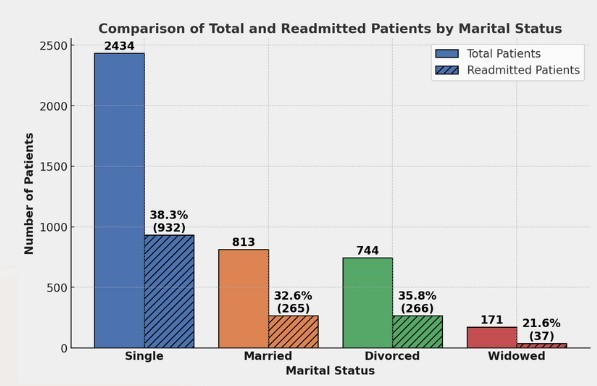 Comparison of Total and Readmitted Patients by Marital Status
Total Patients
Readmitted Patients
Number of Patients
2500
2000
1500
1000
500
0
2434
38.3%
(932)
813
32.6%
(265)
744
35.8%
(266)
171
21.6%
(37)
Single
Married
Divorced
Widowed
Marital Status